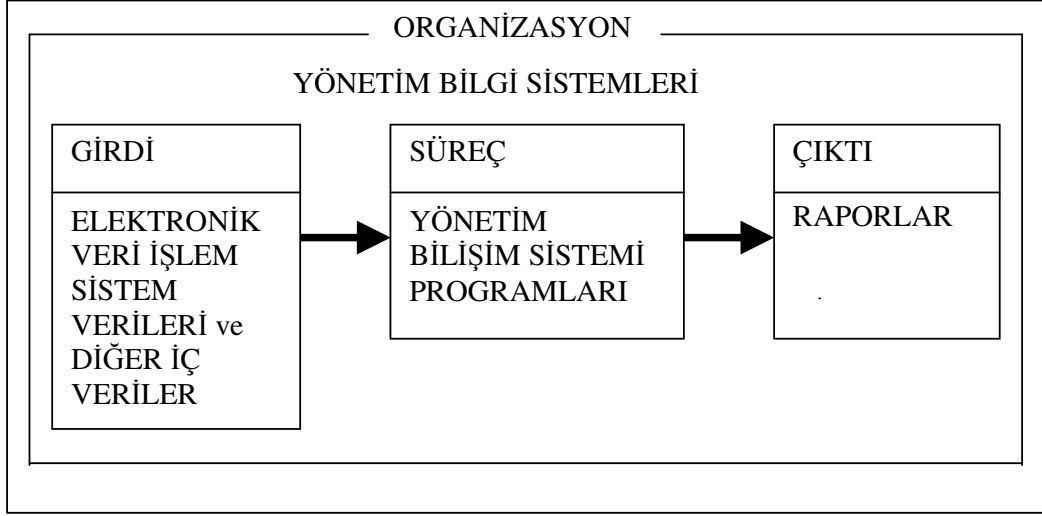 ORGANİZASYON
YÖNETİM BİLGİ SİSTEMLERİ
GİRDİ
ELEKTRONİK
VERİ İŞLEM
SİSTEM
VERİLERİ ve
DİĞER İÇ
VERİLER
SÜREÇ
YÖNETİM
BİLİŞİM SİSTEMİ
PROGRAMLARI
ÇIKTI
RAPORLAR
.